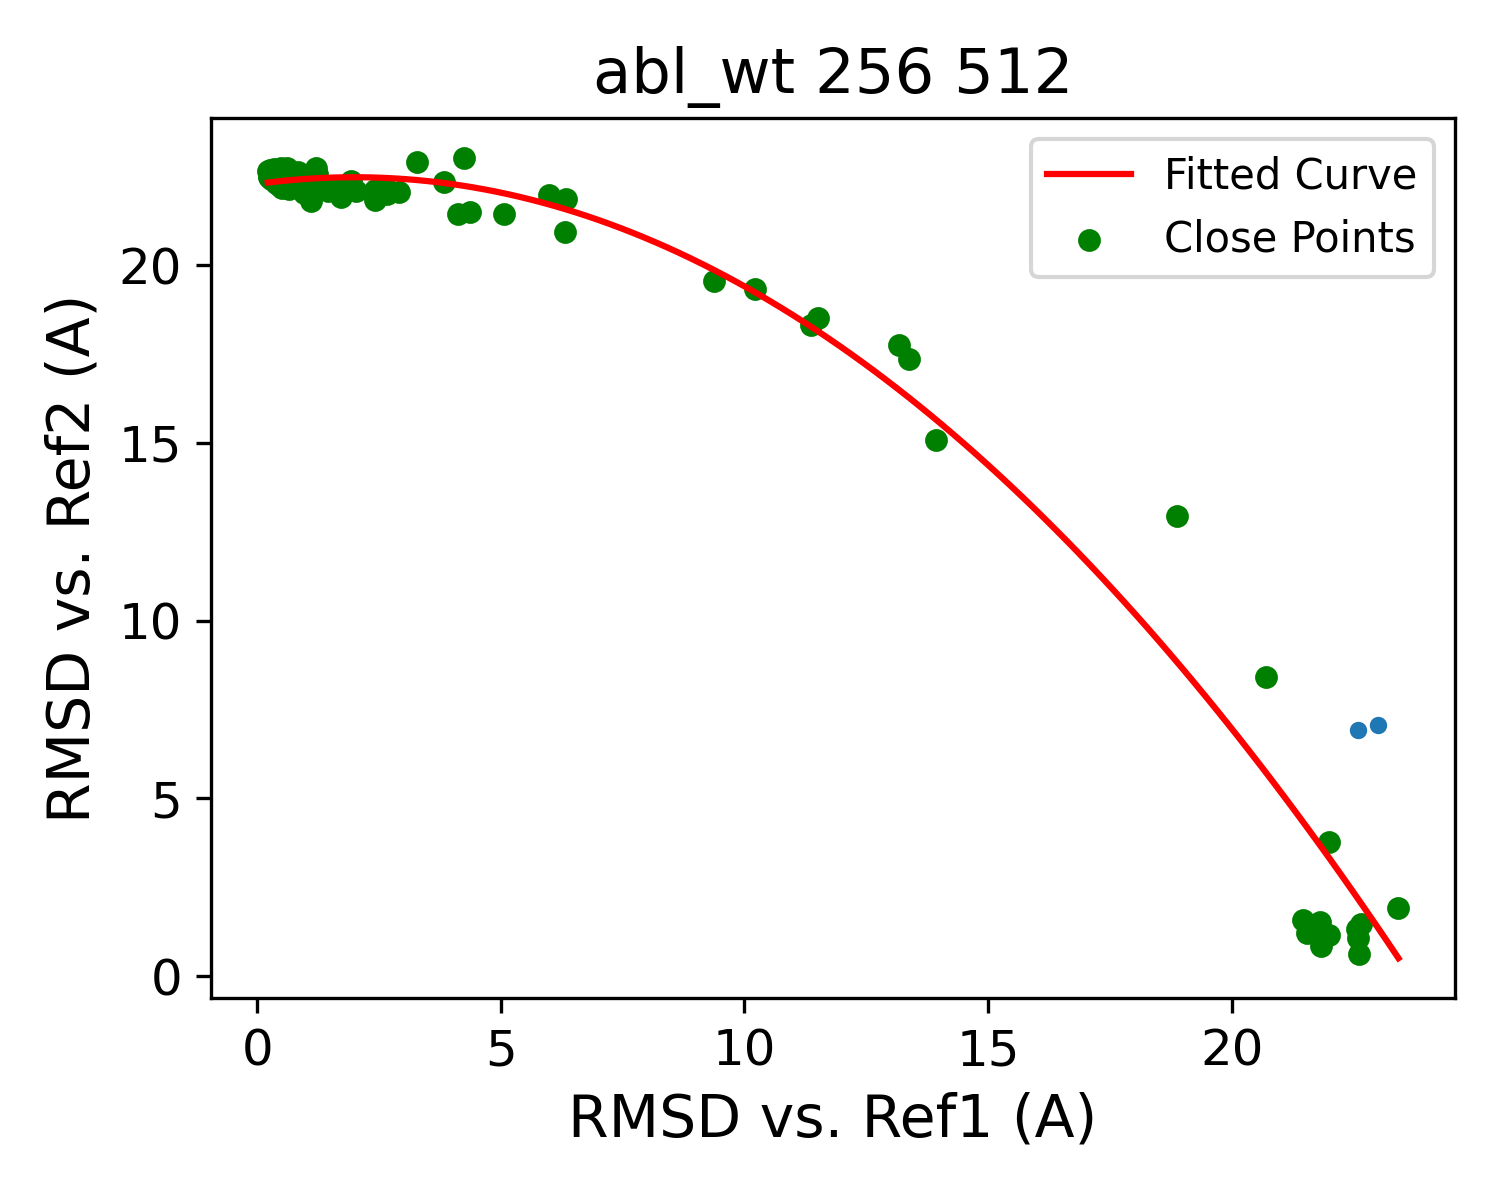 abl_wt 256 512
Fitted Curve
Close Points
RMSD vs. Ref2 (A)
20
15
10
5
0
0 5 10 15 20
RMSD vs. Ref1 (A)